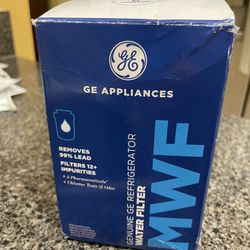 GE
GE APPLIANCES
REMOVES
99% LEAD
FILTERS 12+
IMPURITIES
+ 5 Pharmaceuticals
+ Chlorine Taste & Odor
GENUINE GE REFRIGERATOR
WATER FILTER
MWF